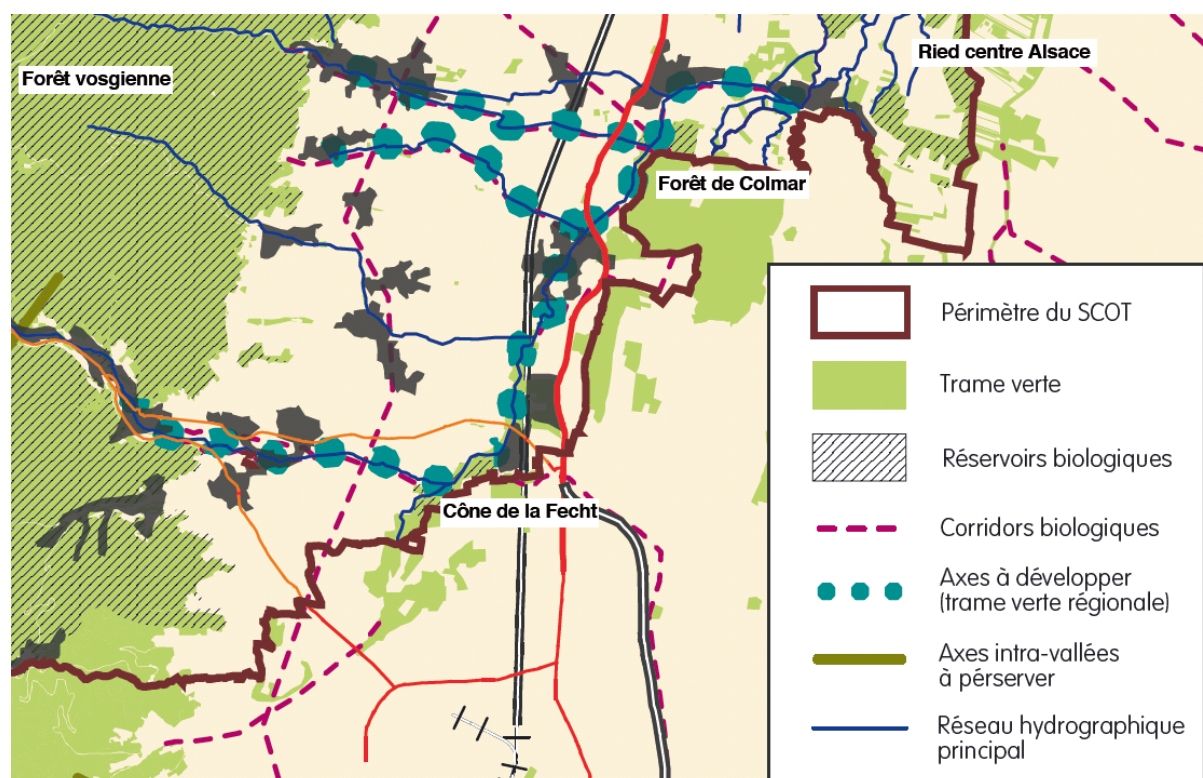 Forêt vosgienne
Ried centre Alsace
Forêt de Colmar
Cône de la Fecht
Périmètre du SCOT
Trame verte
Réservoirs biologiques
Corridors biologiques
Axes à développer
(trame verte régionale)
Axes intra-vallées
à pérserver
Réseau hydrographique
principal